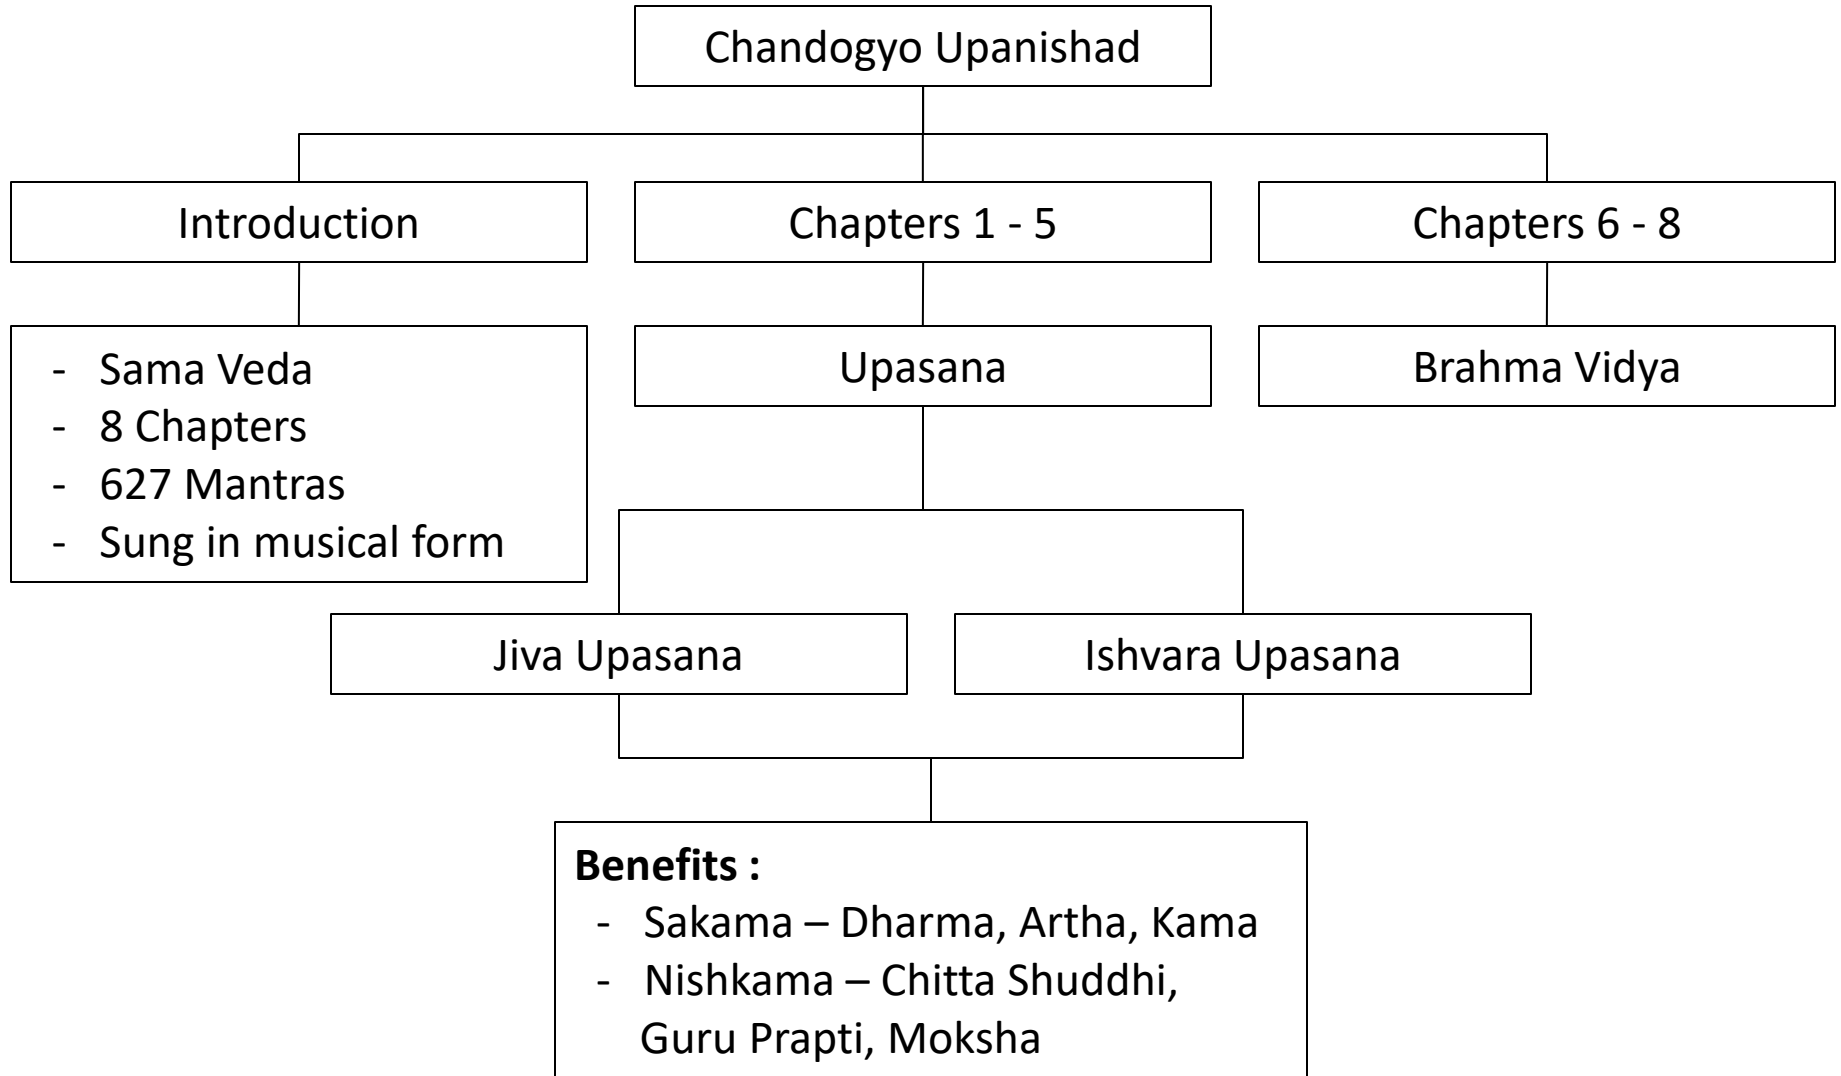 Chandogyo Upanishad
Introduction
Chapters 1 - 5
Chapters 6 - 8
- Sama Veda
- 8 Chapters
- 627 Mantras
- Sung in musical form
Upasana
Brahma Vidya
Jiva Upasana
Ishvara Upasana
Benefits :
- Sakama – Dharma, Artha, Kama
- Nishkama – Chitta Shuddhi,
Guru Prapti, Moksha